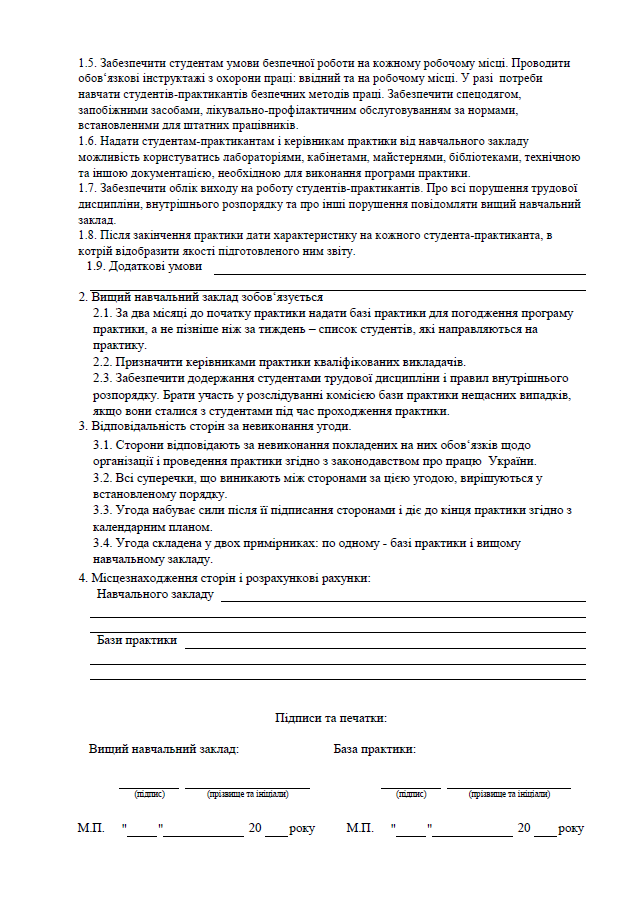 1.5. Забезпечити студентам умови безпечної роботи на кожному робочому місці. Проводити
обов‘язкові інструктажі з охорони праці: ввідний та на робочому місці. У разі  потреби
навчати студентів-практикантів безпечних методів праці. Забезпечити спецодягом,
запобіжними засобами, лікувально-профілактичним обслуговуванням за нормами,
встановленими для штатних працівників.
1.6. Надати студентам-практикантам і керівникам практики від навчального закладу
можливість користуватись лабораторіями, кабінетами, майстернями, бібліотеками, технічною
та іншою документацією, необхідною для виконання програми практики.
1.7. Забезпечити облік виходу на роботу студентів-практикантів. Про всі порушення трудової
дисципліни, внутрішнього розпорядку та про інші порушення повідомляти вищий навчальний
заклад.
1.8. Після закінчення практики дати характеристику на кожного студента-практиканта, в
котрій відобразити якості підготовленого ним звіту.
1.9. Додаткові умови
2. Вищий навчальний заклад зобов‘язується
2.1. За два місяці до початку практики надати базі практики для погодження програму
практики, а не пізніше ніж за тиждень – список студентів, які направляються на
практику.
2.2. Призначити керівниками практики кваліфікованих викладачів.
2.3. Забезпечити додержання студентами трудової дисципліни і правил внутрішнього
розпорядку. Брати участь у розслідуванні комісією бази практики нещасних випадків,
якщо вони сталися з студентами під час проходження практики.
3. Відповідальність сторін за невиконання угоди.
3.1. Сторони відповідають за невиконання покладених на них обов‘язків щодо
організації і проведення практики згідно з законодавством про працю  України.
3.2. Всі суперечки, що виникають між сторонами за цією угодою, вирішуються у
встановленому порядку.
3.3. Угода набуває сили після її підписання сторонами і діє до кінця практики згідно з
календарним планом.
3.4. Угода складена у двох примірниках: по одному - базі практики і вищому
навчальному закладу.
4. Місцезнаходження сторін і розрахункові рахунки:
Навчального закладу
Бази практики
Підписи та печатки:
Вищий навчальний заклад: База практики:
(підпис) (прізвище та ініціали) (підпис) (прізвище та ініціали)
М.П. "____"____________ 20 ___року М.П. "____"____________ 20 ___року